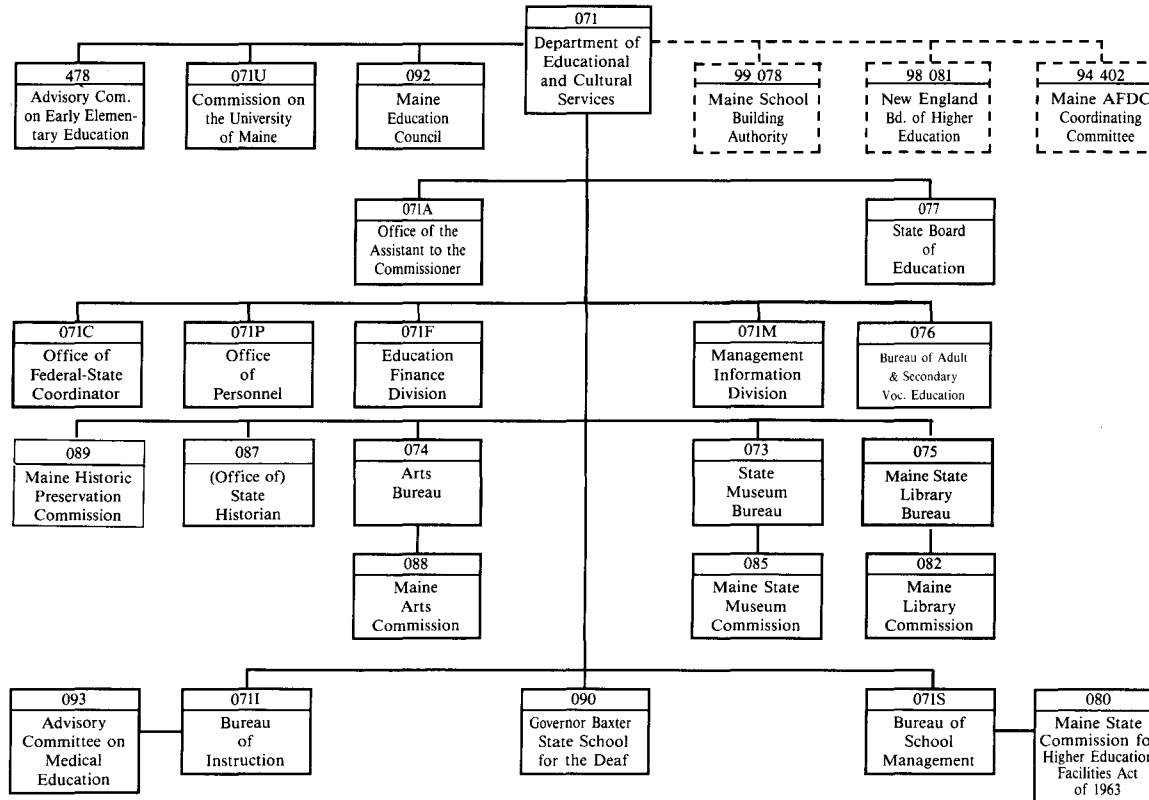 071
Department of
Educational
and Cultural
Services
478
Advisory Com.
on Early Elemen-
tary Education
071U
Commission on
the University
of Maine
092
Maine
Education
Council
99 078
Maine School
Building
Authority
98 081
New England
Bd. of Higher
Education
94 402
Maine AFDC
Coordinating
Committee
071A
Office of the
Assistant to the
Commissioner
077
State Board
of
Education
071C
Office of
Federal-State
Coordinator
071P
Office
of
Personnel
071F
Education
Finance
Division
071M
Management
Information
Division
076
Bureau of Adult
& Secondary
Voc. Education
089
Maine Historic
Preservation
Commission
087
(Office of)
State
Historian
074
Arts
Bureau
073
State
Museum
Bureau
075
Maine State
Library
Bureau
088
Maine
Arts
Commission
085
Maine State
Museum
Commission
082
Maine
Library
Commission
093
Advisory
Committee on
Medical
Education
071I
Bureau
of
Instruction
090
Governor Baxter
State School
for the Deaf
071S
Bureau of
School
Management
080
Maine State
Commission for
Higher Education
Facilities Act
of 1963